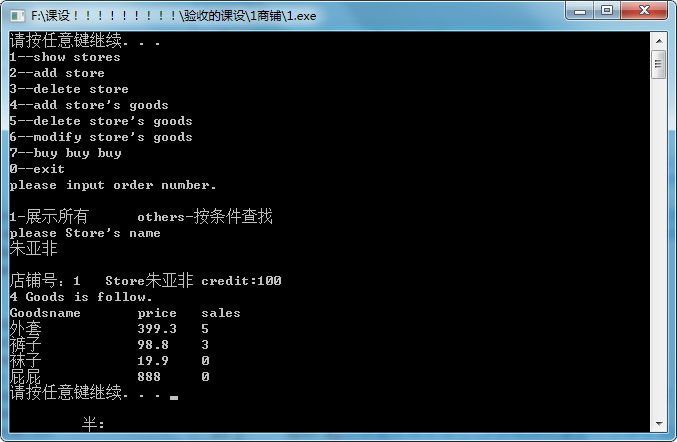 F:\课设！！！！！！！！！\验收的课设\1商铺\1.exe
请按任意键继续. . .
1--show stores
2--add store
3--delete store
4--add store's goods
5--delete store's goods
6--modify store's goods
7--buy buy buy
0--exit
please input order number.
1-展示所有 others-按条件查找
please Store's name
朱亚非
店铺号：1 Store朱亚非 credit:100
4 Goods is follow.
Goodsname price sales
外套 399.3 5
裤子 98.8 3
袜子 19.9 0
屁屁 888 0
请按任意键继续. . .
半：